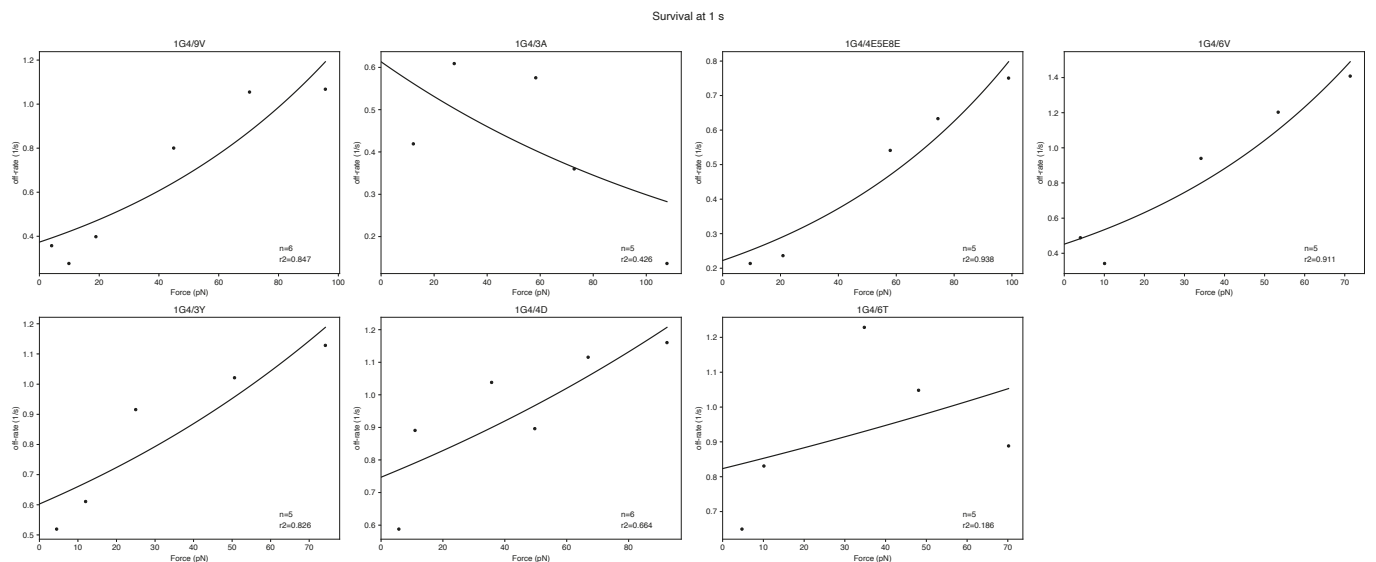 Survival at 1 s
1G4/9V
off-rate (1/s)
1.2
1.0
0.8
0.6
0.4
n=6
r2=0.847
0 20 40 60 80 100
Force (pN)
1G4/3A
off-rate (1/s)
0.6
0.5
0.4
0.3
0.2
n=5
r2=0.426
0 20 40 60 80 100
Force (pN)
1G4/4E5E8E
off-rate (1/s)
0.8
0.7
0.6
0.5
0.4
0.3
0.2
n=5
r2=0.938
0 20 40 60 80 100
Force (pN)
1G4/6V
off-rate (1/s)
1.4
1.2
1.0
0.8
0.6
0.4
n=5
r2=0.911
0 10 20 30 40 50 60 70
Force (pN)
1G4/3Y
off-rate (1/s)
1.2
1.1
1.0
0.9
0.8
0.7
0.6
0.5
n=5
r2=0.826
0 10 20 30 40 50 60 70
Force (pN)
1G4/4D
off-rate (1/s)
1.2
1.1
1.0
0.9
0.8
0.7
0.6
n=6
r2=0.664
0 20 40 60 80
Force (pN)
1G4/6T
off-rate (1/s)
1.2
1.1
1.0
0.9
0.8
0.7
n=5
r2=0.186
0 10 20 30 40 50 60 70
Force (pN)